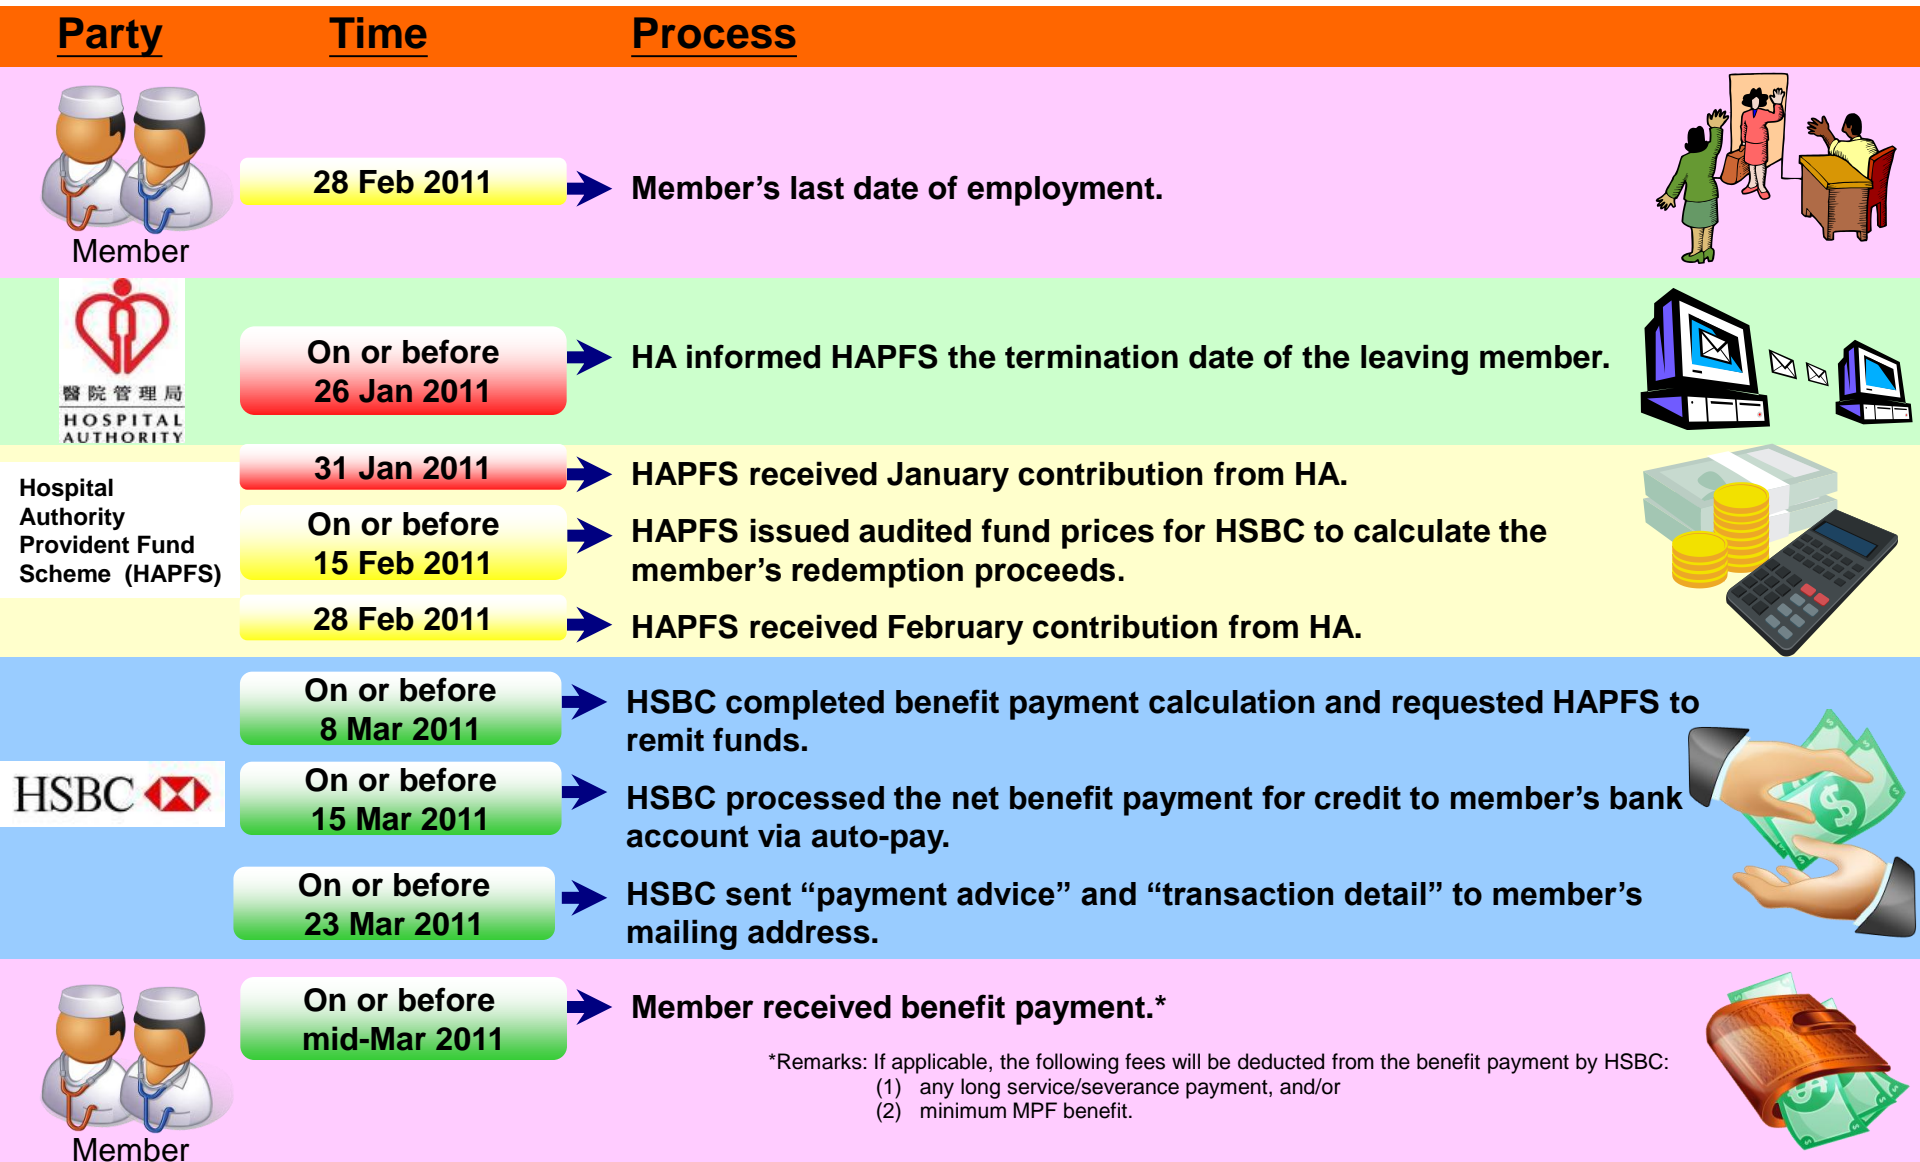 Party Time Process
28 Feb 2011
Member’s last date of employment.
Member
醫院管理局
HOSPITAL
AUTHORITY
On or before
26 Jan 2011
HA informed HAPFS the termination date of the leaving member.
Hospital
Authority
Provident Fund
Scheme (HAPFS)
31 Jan 2011
HAPFS received January contribution from HA.
On or before
15 Feb 2011
HAPFS issued audited fund prices for HSBC to calculate the
member’s redemption proceeds.
28 Feb 2011
HAPFS received February contribution from HA.
HSBC
On or before
8 Mar 2011
HSBC completed benefit payment calculation and requested HAPFS to
remit funds.
On or before
15 Mar 2011
HSBC processed the net benefit payment for credit to member’s bank
account via auto-pay.
On or before
23 Mar 2011
HSBC sent “payment advice” and “transaction detail” to member’s
mailing address.
On or before
mid-Mar 2011
Member received benefit payment.*
*Remarks: If applicable, the following fees will be deducted from the benefit payment by HSBC:
(1) any long service/severance payment, and/or
(2) minimum MPF benefit.
Member